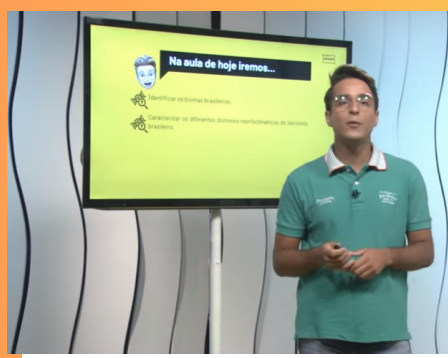 Na aula de hoje iremos...
Identificar os biomas brasileiros;
Caracterizar os diferentes domínios morfoclimáticos do território
brasileiro.